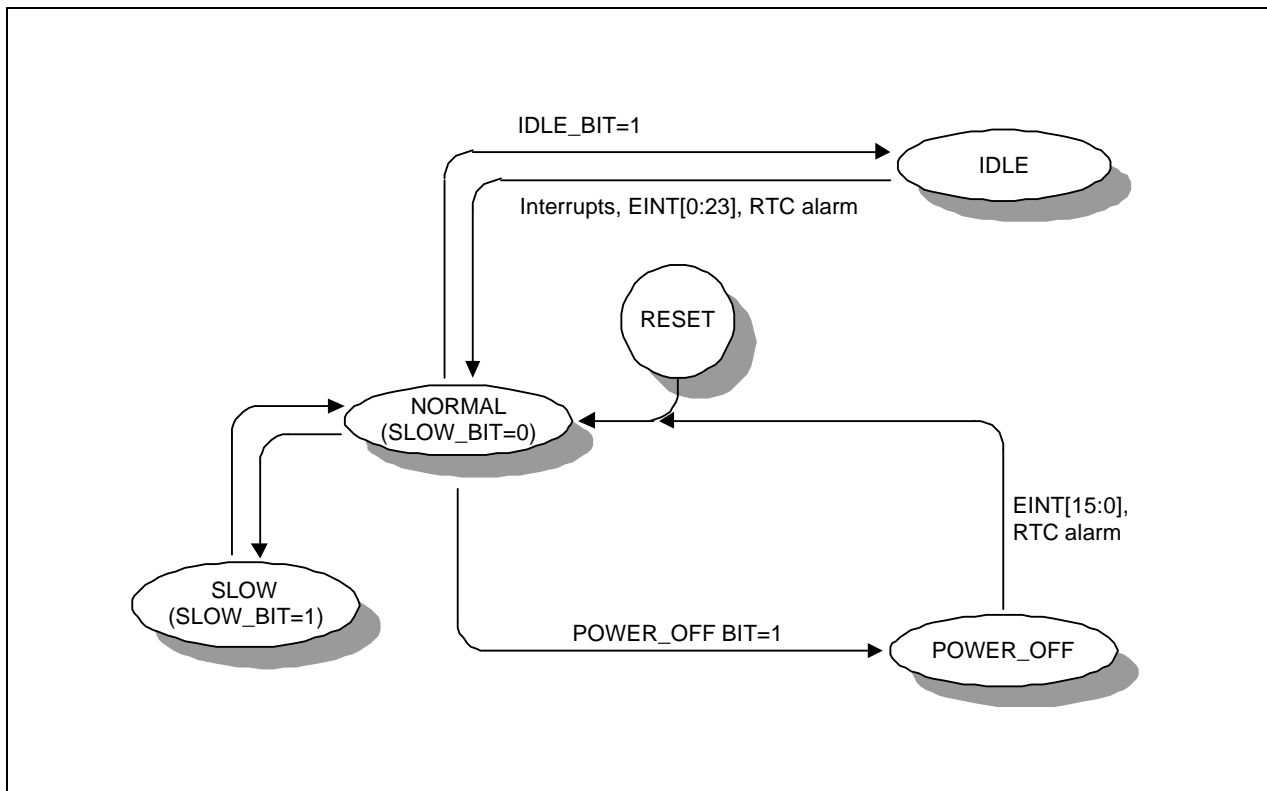 IDLE_BIT=1
IDLE
Interrupts, EINT[0:23], RTC alarm
RESET
NORMAL
(SLOW_BIT=0)
EINT[15:0],
RTC alarm
SLOW
(SLOW_BIT=1)
POWER_OFF BIT=1
POWER_OFF